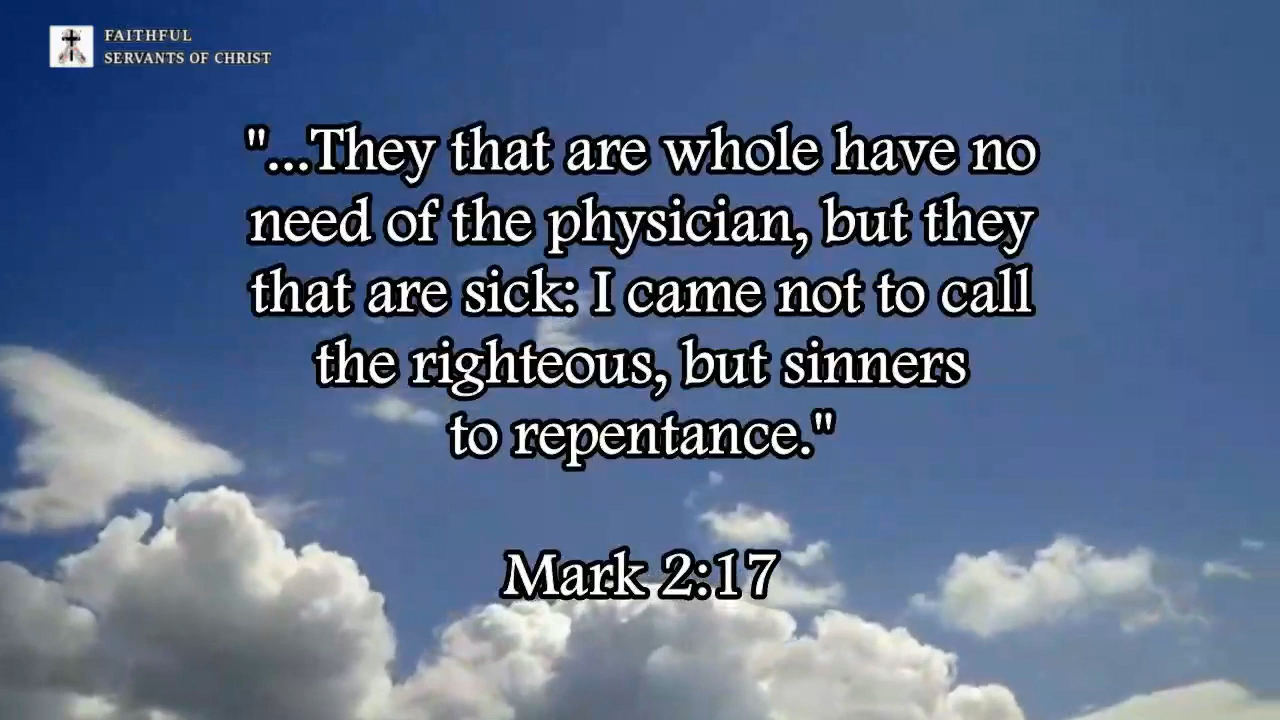 FAITHFUL
SERVANTS OF CHRIST
"...They that are whole have no
need of the physician, but they
that are sick: I came not to call
the righteous, but sinners
to repentance."
Mark 2:17